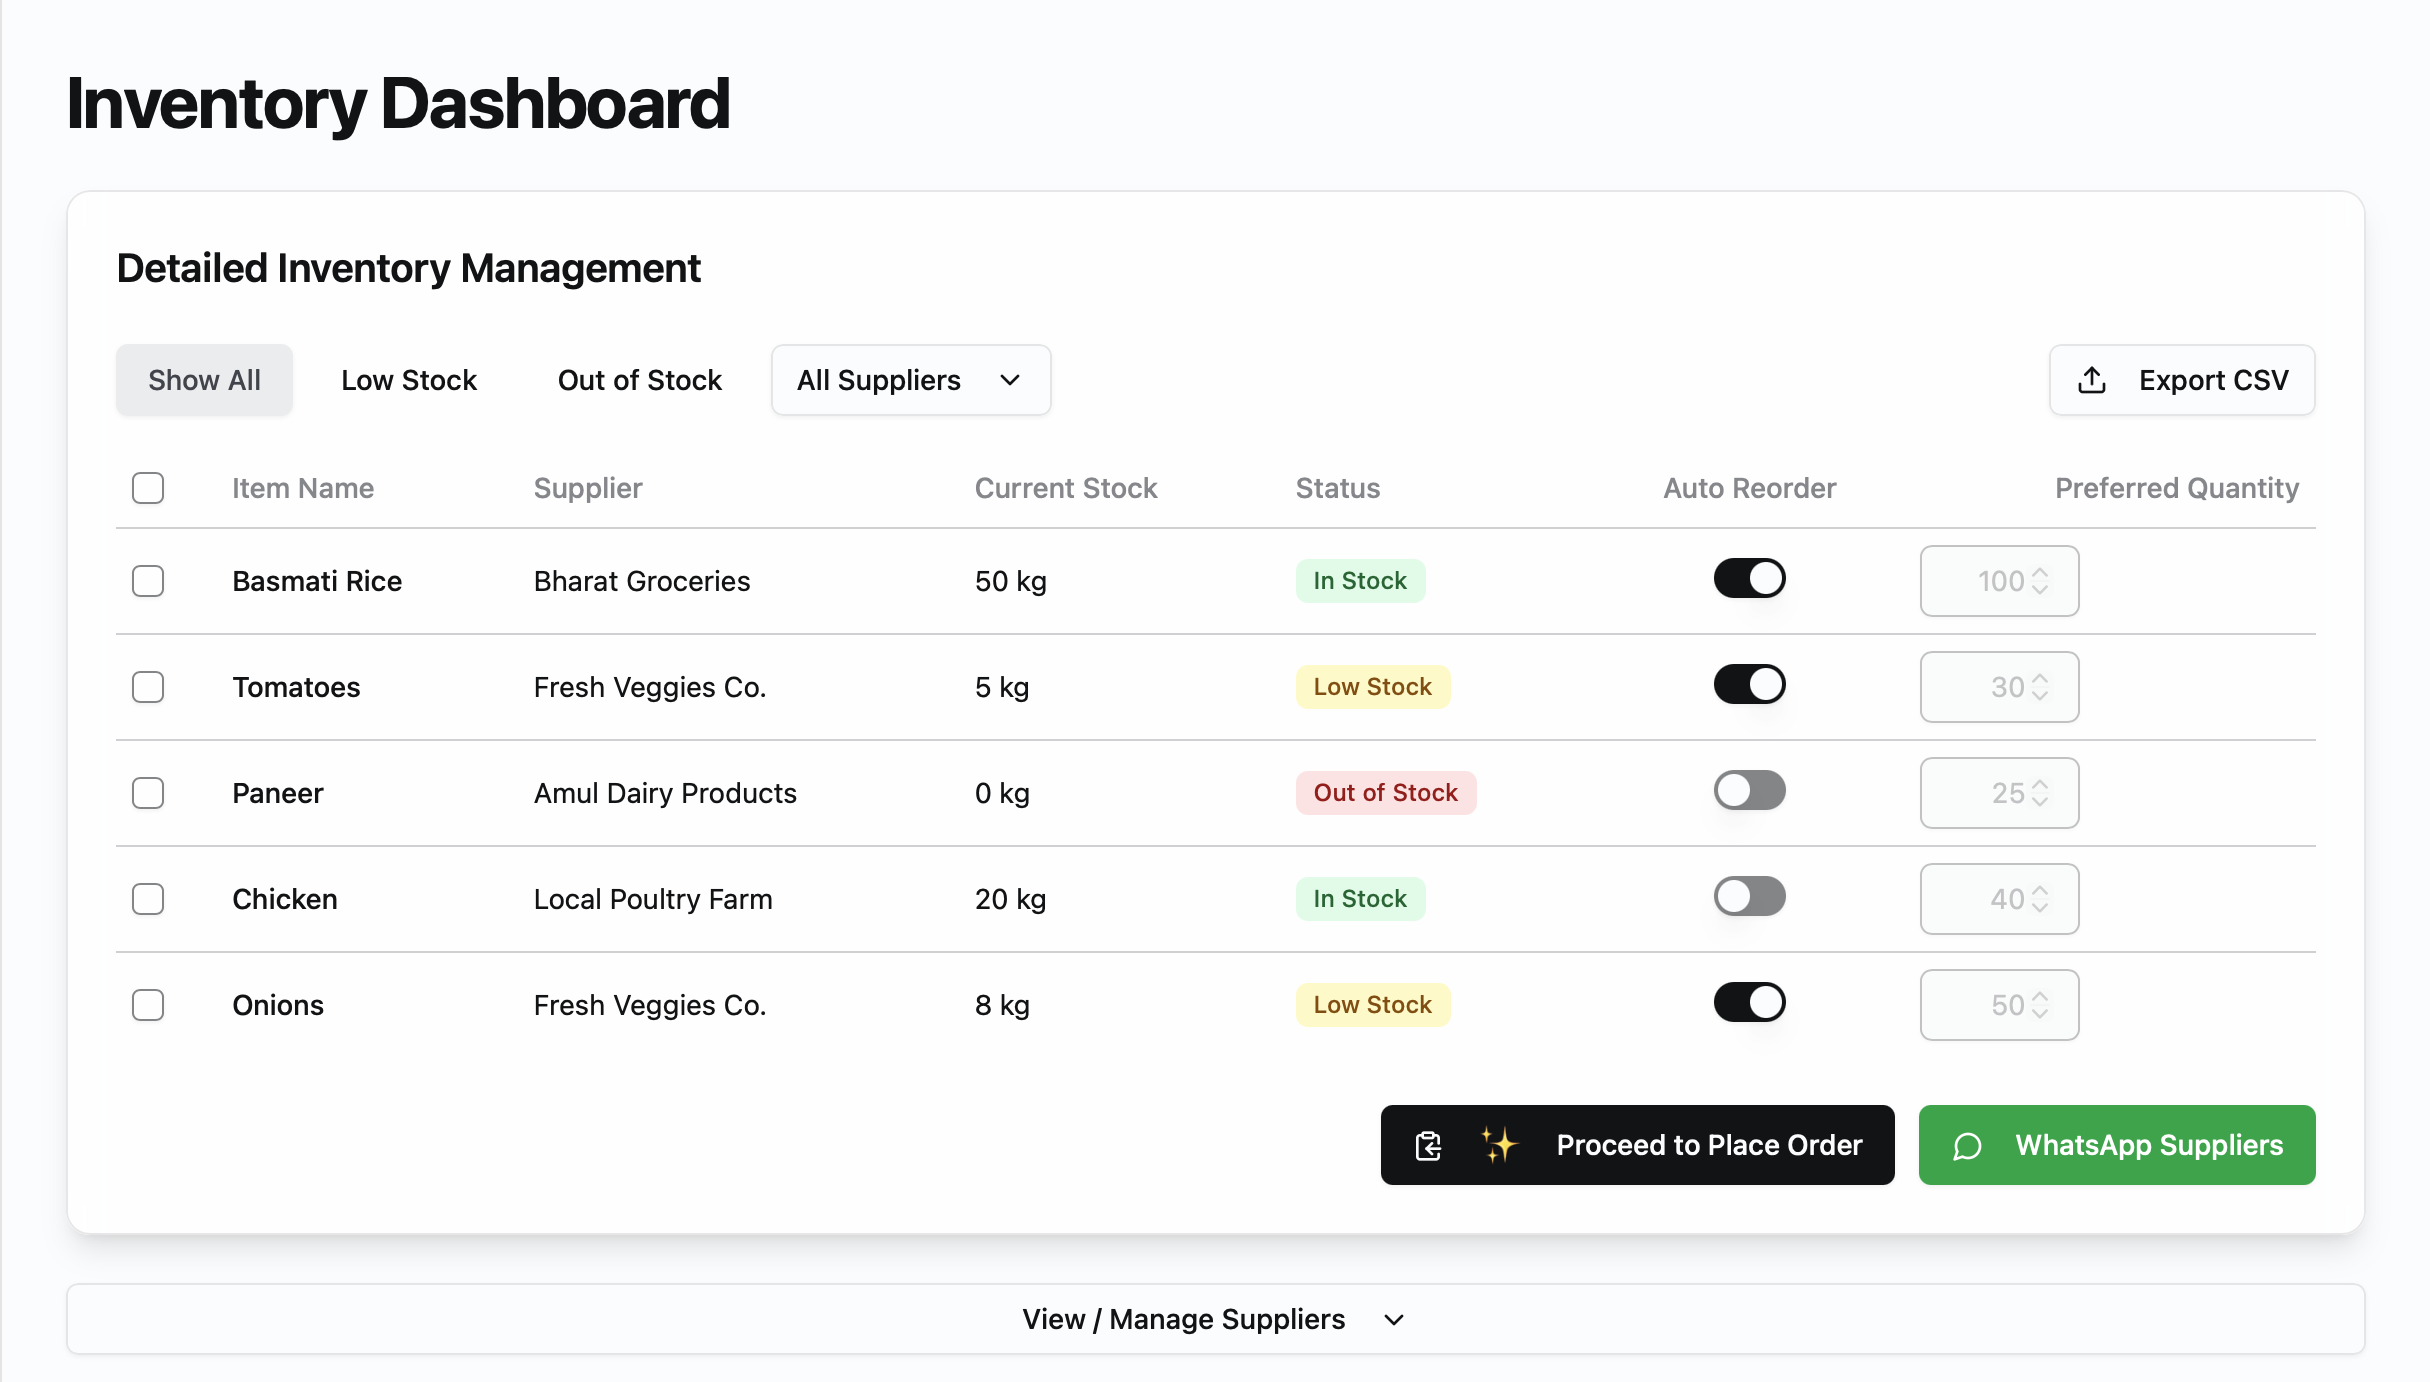 Inventory Dashboard
Detailed Inventory Management
Show All Low Stock Out of Stock All Suppliers Export CSV
Item Name Supplier Current Stock Status Auto Reorder Preferred Quantity
Basmati Rice Bharat Groceries 50 kg In Stock 100
Tomatoes Fresh Veggies Co. 5 kg Low Stock 30
Paneer Amul Dairy Products 0 kg Out of Stock 25
Chicken Local Poultry Farm 20 kg In Stock 40
Onions Fresh Veggies Co. 8 kg Low Stock 50
Proceed to Place Order WhatsApp Suppliers
View / Manage Suppliers